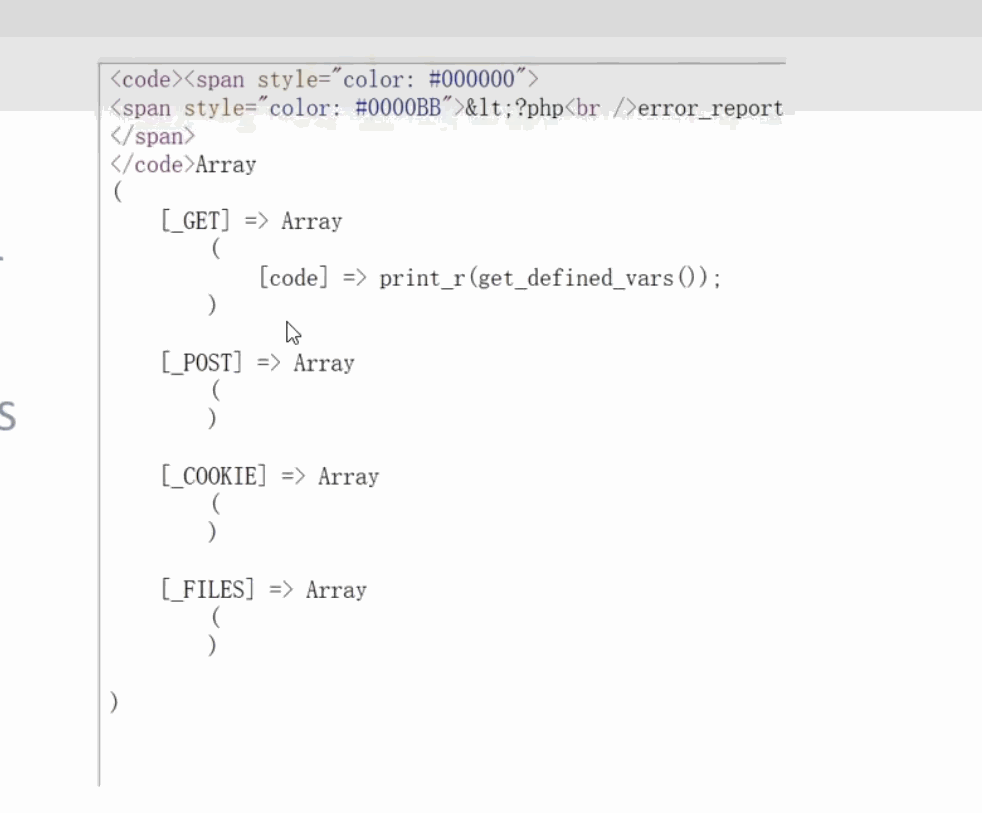 <code><span style="color: #000000">
<span style="color: #0000BB">&lt;?php<br />error_report
</span>
</code>Array
(
    [_GET] => Array
        (
            [code] => print_r(get_defined_vars());
        )

    [_POST] => Array
        (
        )

    [_COOKIE] => Array
        (
        )

    [_FILES] => Array
        (
        )

)
s